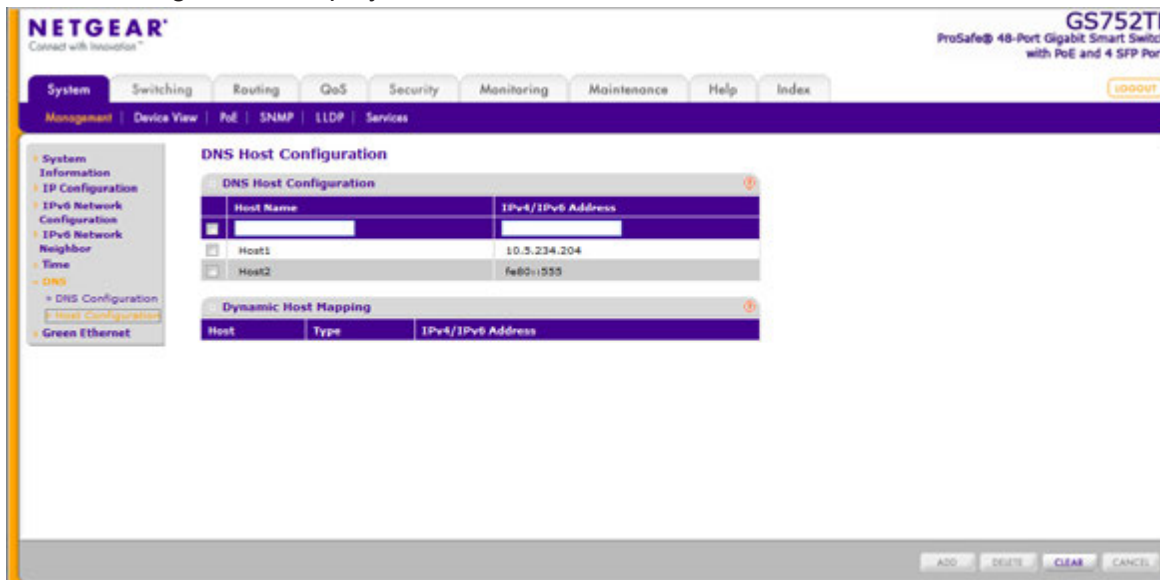 NETGEAR®
Connect with Innovation™
GS752T
ProSafe® 48-Port Gigabit Smart Switc
with PoE and 4 SFP Por
System Switching Routing QoS Security Monitoring Maintenance Help Index LOGOUT
Management | Device View | PoE | SNMP | LLDP | Services
System
Information
IP Configuration
IPv6 Network
Configuration
IPv6 Network
Neighbor
Time
DNS
DNS Configuration
Host Configuration
Green Ethernet
DNS Host Configuration
DNS Host Configuration
Host Name IPv4/IPv6 Address
Host1 10.5.234.204
Host2 fe80::555
Dynamic Host Mapping
Host Type IPv4/IPv6 Address
ADD DELETE CLEAR CANCEL